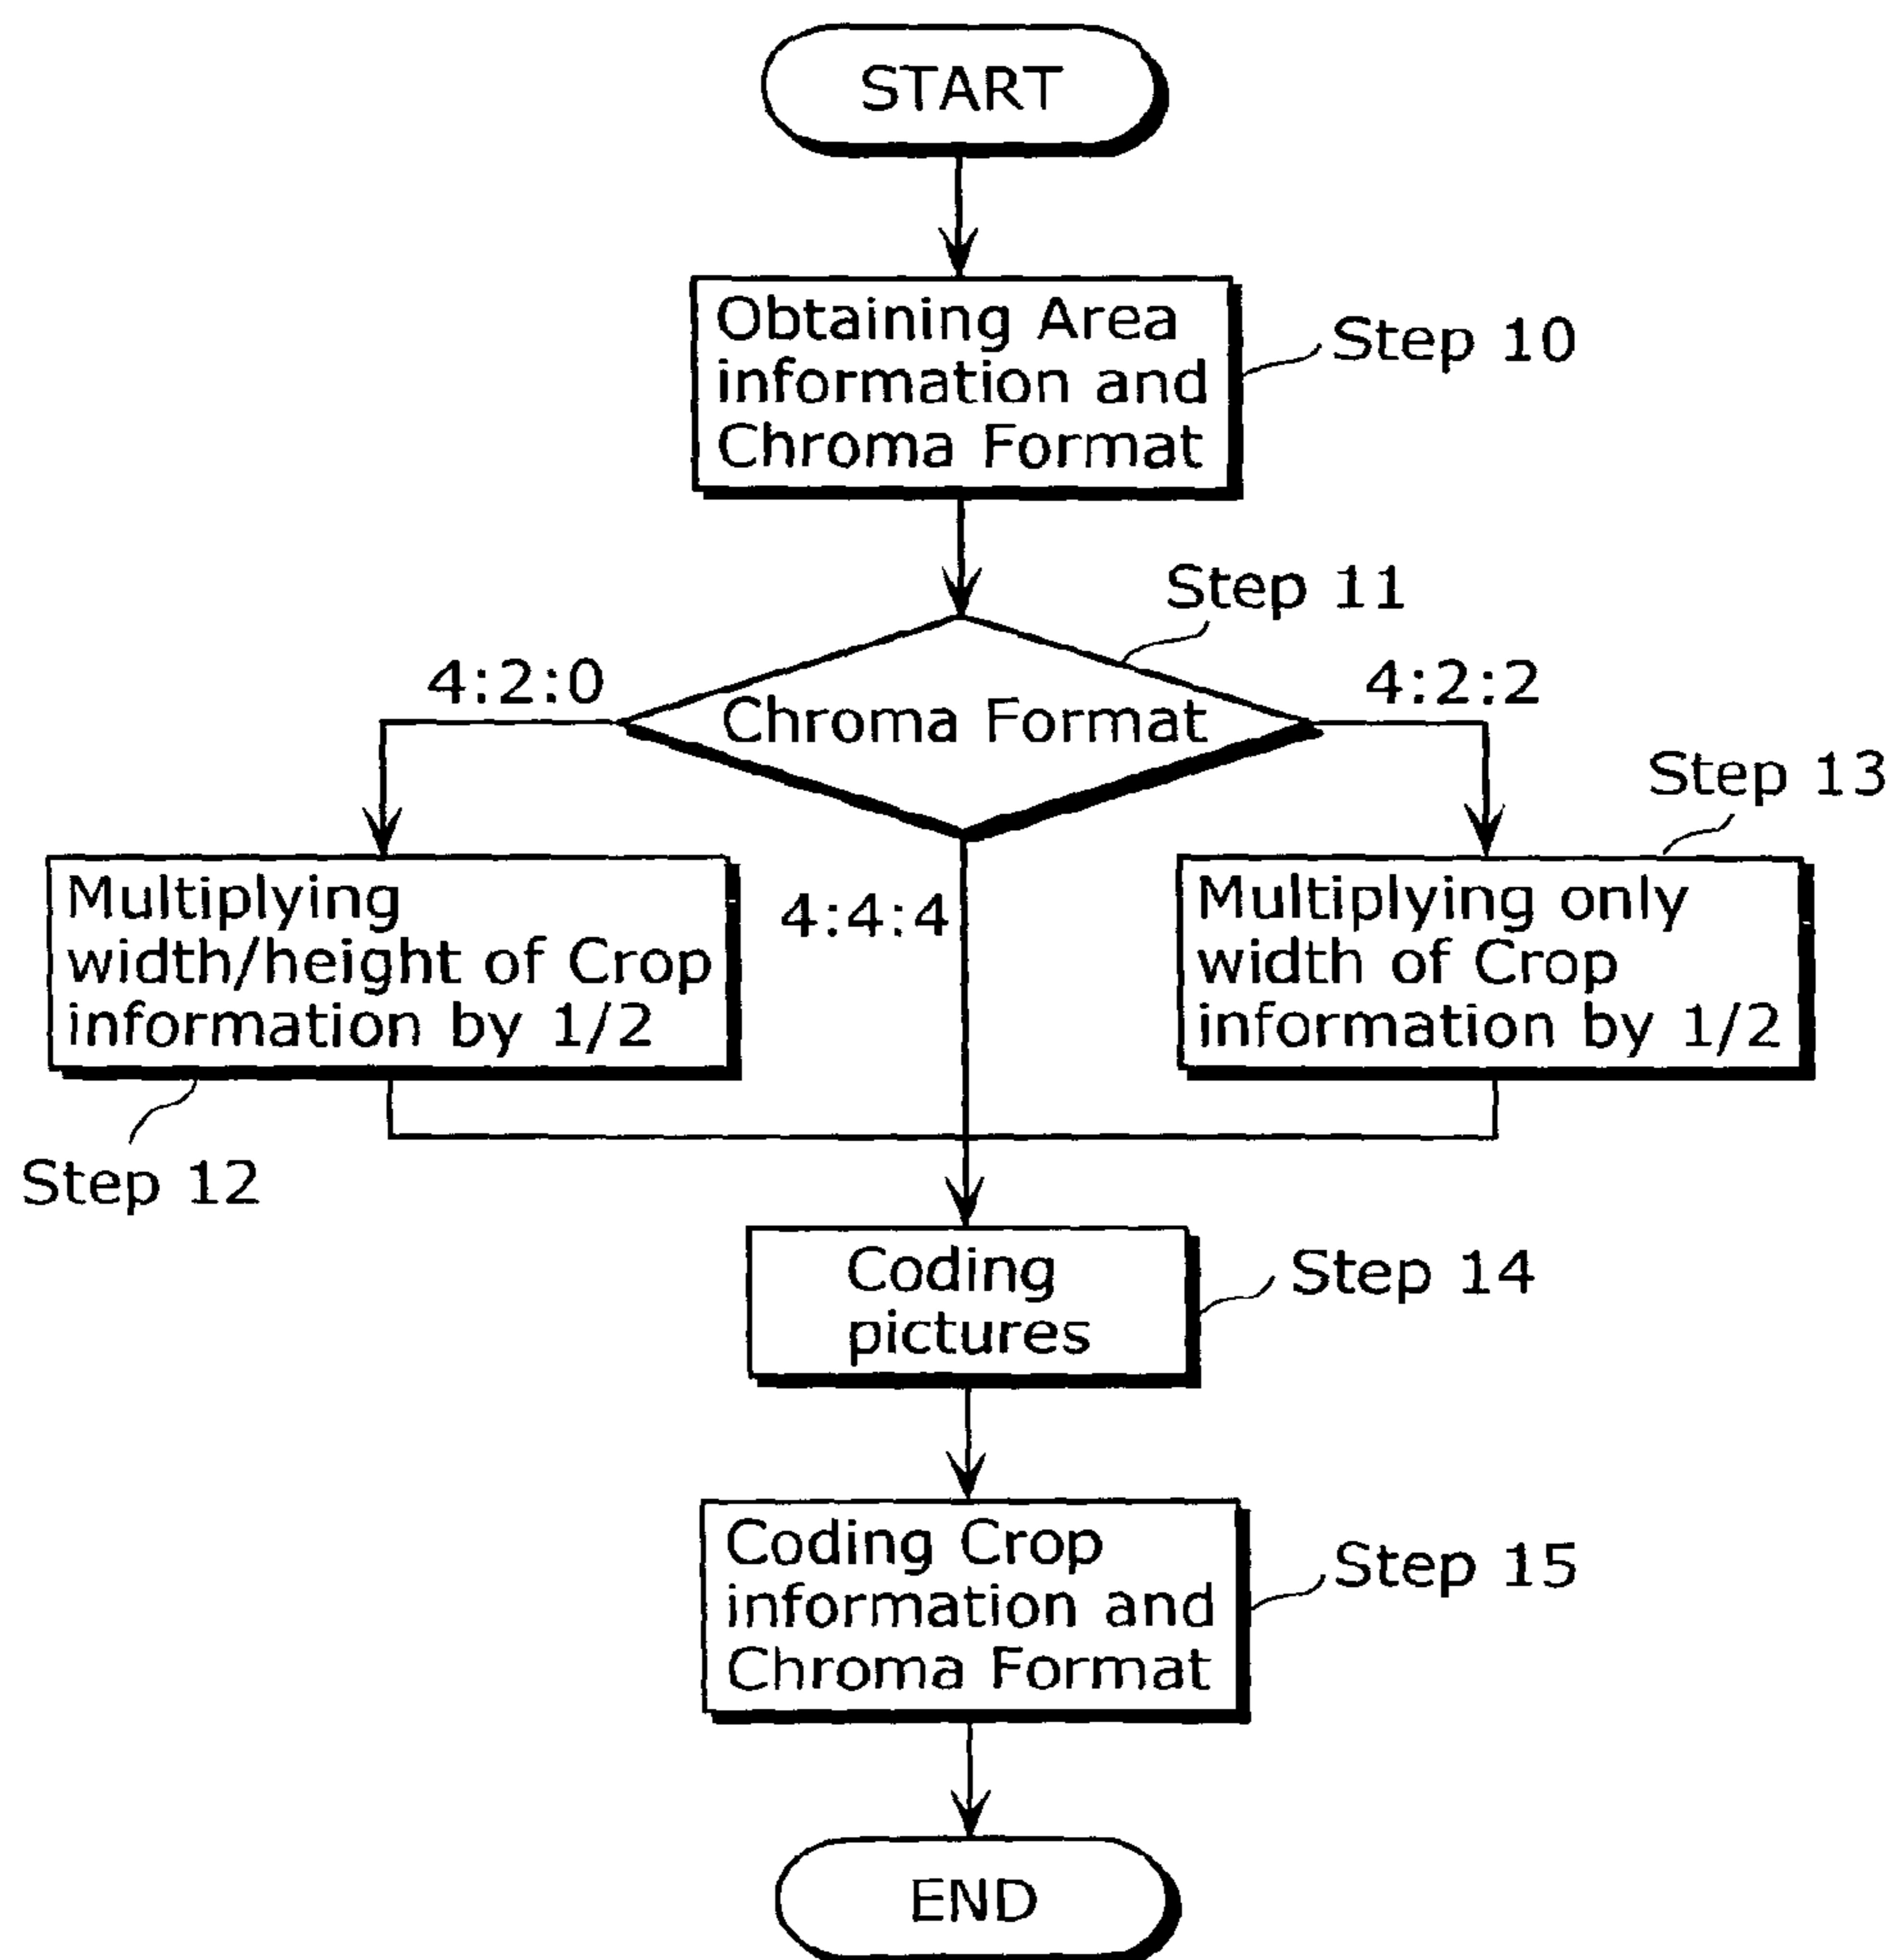 START
Obtaining Area
information and
Chroma Format
Step 10
Step 11
4:2:0
4:2:2
Chroma Format
Step 13
Multiplying
width/height of Crop
information by 1/2
4:4:4
Multiplying only
width of Crop
information by 1/2
Step 12
Coding
pictures
Step 14
Coding Crop
information and
Chroma Format
Step 15
END